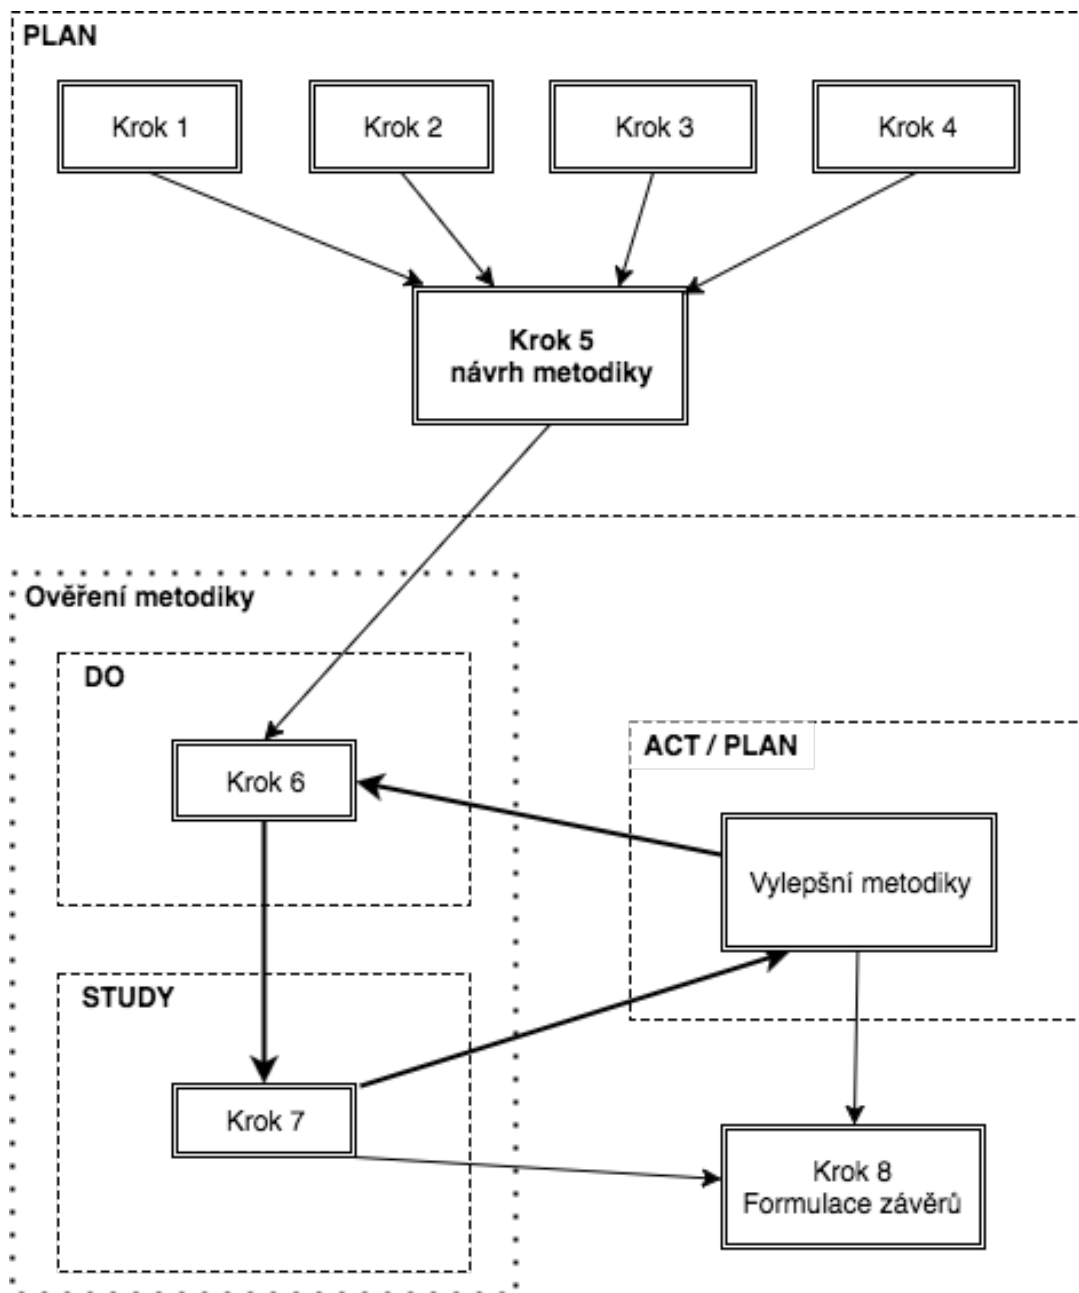 PLAN
Krok 1
Krok 2
Krok 3
Krok 4
Krok 5
návrh metodiky
Ověření metodiky
DO
Krok 6
ACT / PLAN
Vylepšní metodiky
STUDY
Krok 7
Krok 8
Formulace závěrů